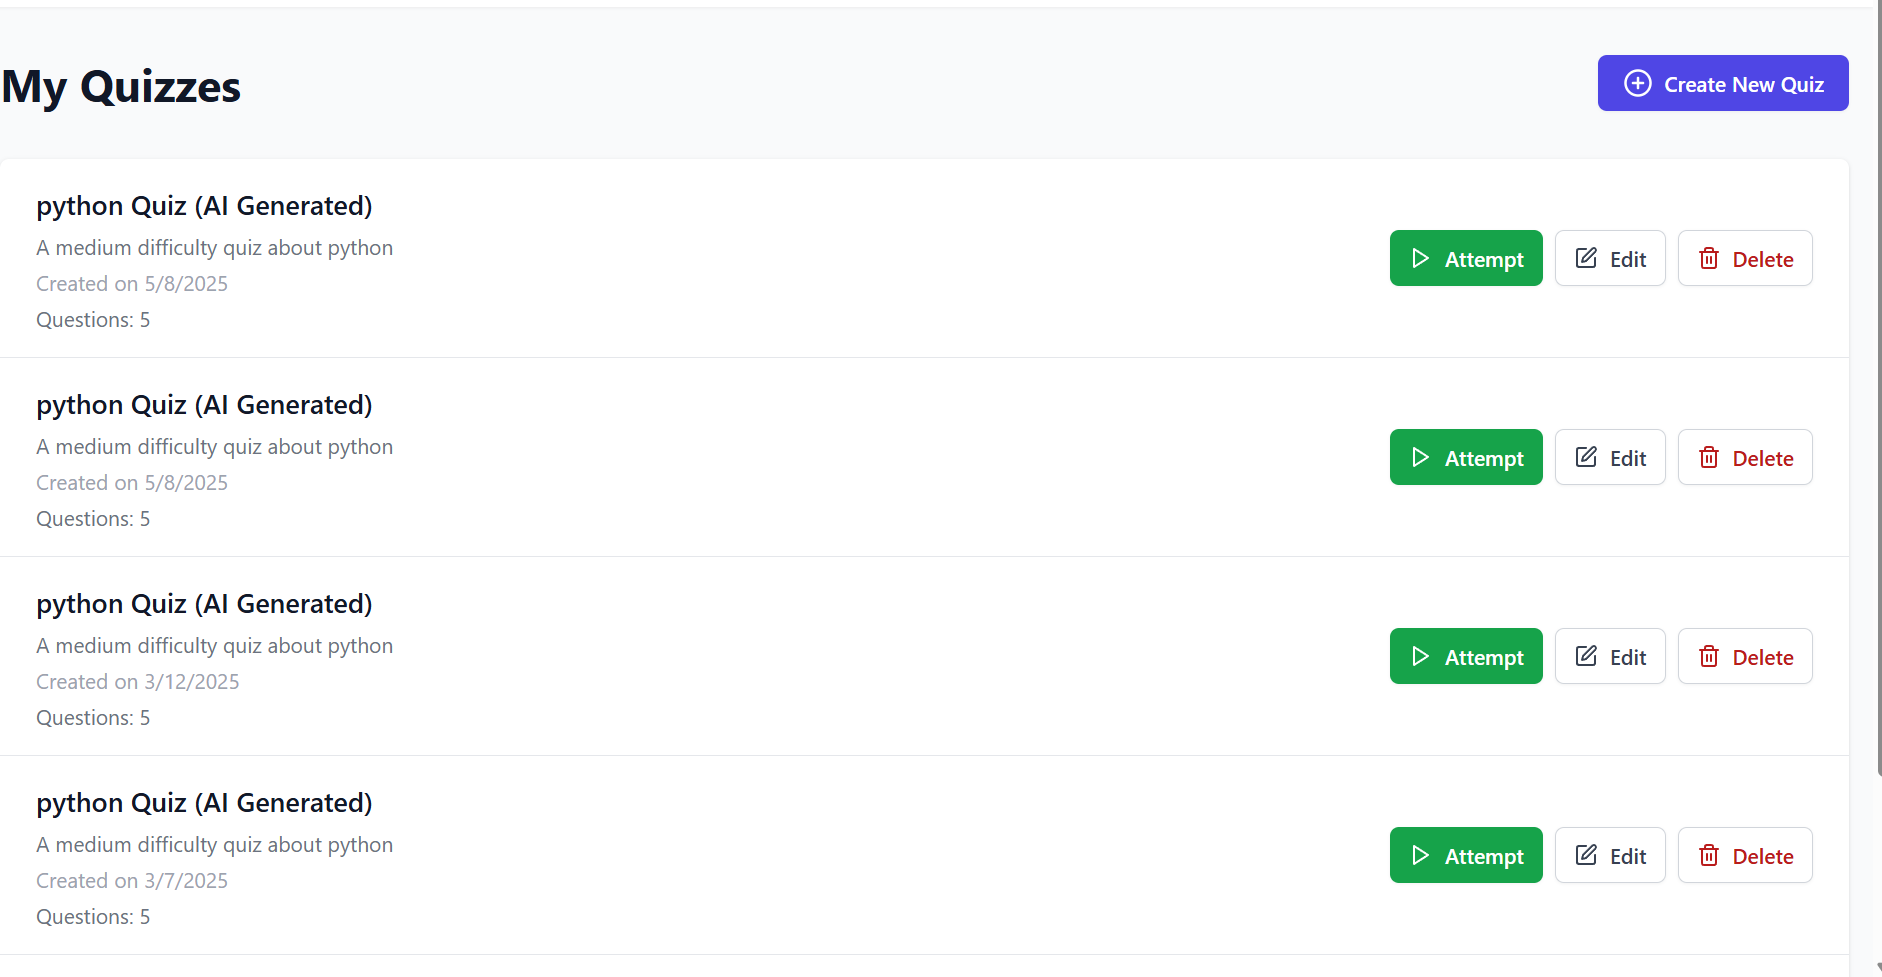 My Quizzes
Create New Quiz
python Quiz (AI Generated)
A medium difficulty quiz about python
Created on 5/8/2025
Questions: 5
Attempt
Edit
Delete
python Quiz (AI Generated)
A medium difficulty quiz about python
Created on 5/8/2025
Questions: 5
Attempt
Edit
Delete
python Quiz (AI Generated)
A medium difficulty quiz about python
Created on 3/12/2025
Questions: 5
Attempt
Edit
Delete
python Quiz (AI Generated)
A medium difficulty quiz about python
Created on 3/7/2025
Questions: 5
Attempt
Edit
Delete